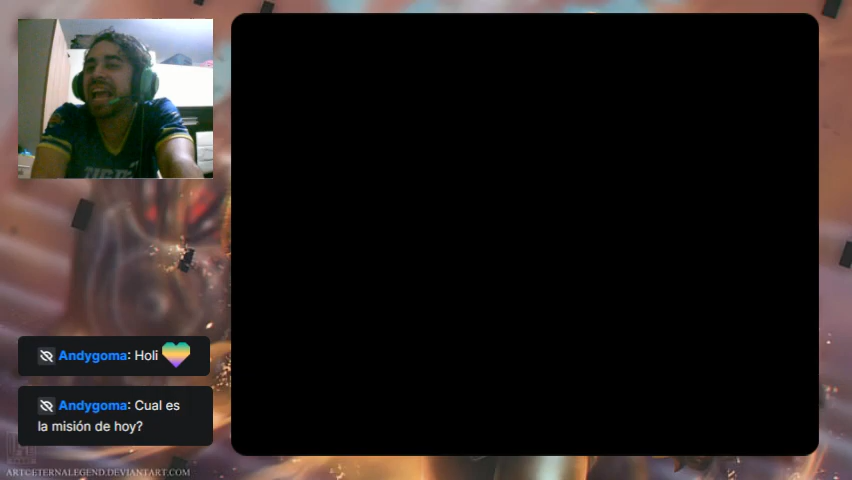 Andygoma: Holi
Andygoma: Cual es
la misión de hoy?
ARTCETERNALEGEND.DEVIANTART.COM